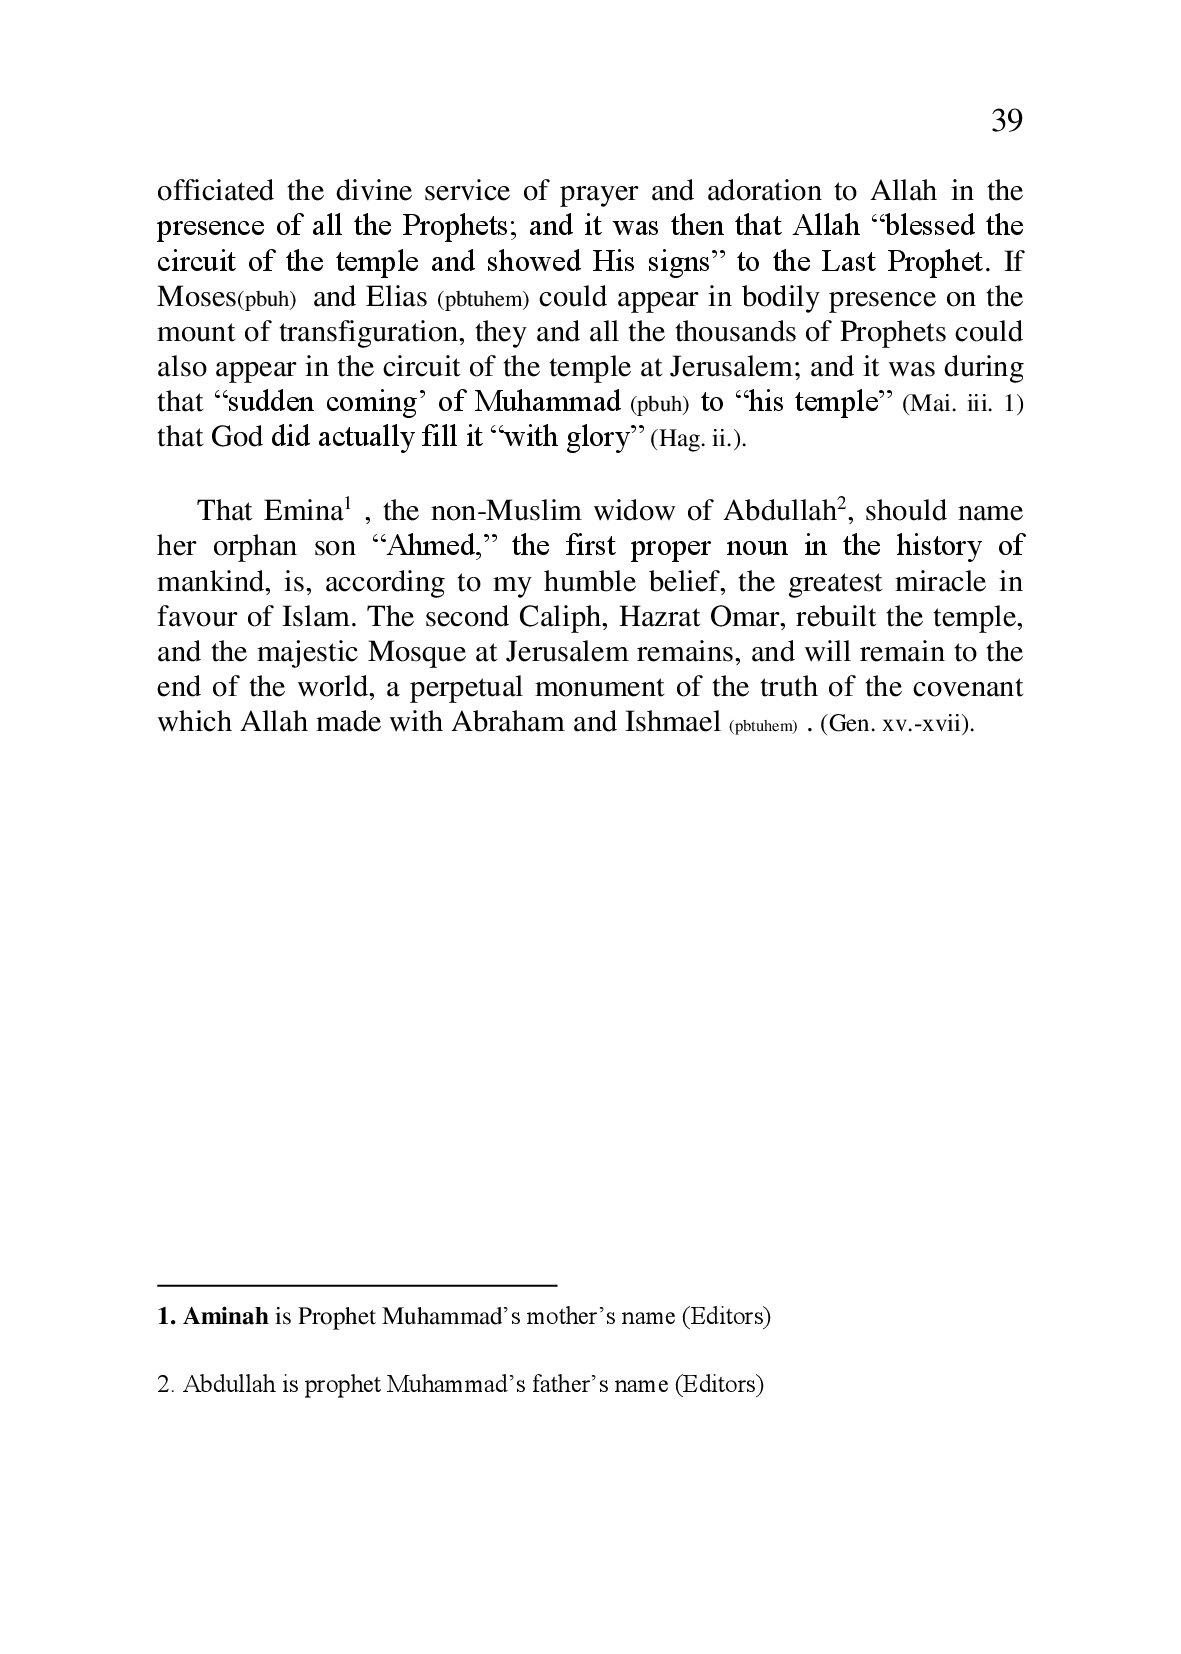 39
officiated the divine service of prayer and adoration to Allah in the
presence of all the Prophets; and it was then that Allah “blessed the
circuit of the temple and showed His signs” to the Last Prophet. If
Moses(pbuh) and Elias (pbtuhem) could appear in bodily presence on the
mount of transfiguration, they and all the thousands of Prophets could
also appear in the circuit of the temple at Jerusalem; and it was during
that “sudden coming’ of Muhammad (pbuh) to “his temple” (Mai. iii. 1)
that God did actually fill it “with glory” (Hag. ii.).
That Emina¹ , the non-Muslim widow of Abdullah², should name
her orphan son “Ahmed,” the first proper noun in the history of
mankind, is, according to my humble belief, the greatest miracle in
favour of Islam. The second Caliph, Hazrat Omar, rebuilt the temple,
and the majestic Mosque at Jerusalem remains, and will remain to the
end of the world, a perpetual monument of the truth of the covenant
which Allah made with Abraham and Ishmael (pbtuhem) . (Gen. xv.-xvii).
1. Aminah is Prophet Muhammad’s mother’s name (Editors)
2. Abdullah is prophet Muhammad’s father’s name (Editors)